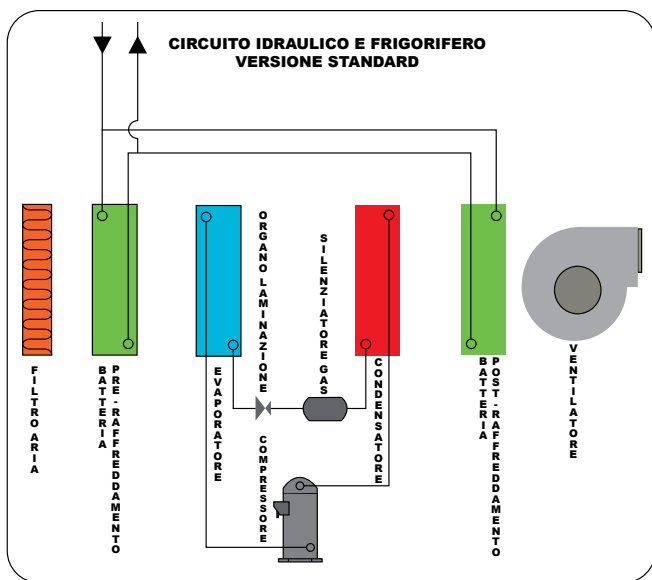 CIRCUITO IDRAULICO E FRIGORIFERO
VERSIONE STANDARD
FILTRO ARIA
BATTERIA
PRE-RAFFREDDAMENTO
EVAPORATORE
ORGANO LAMINAZIONE
COMPRESSORE
SILENZIATORE GAS
CONDENSATORE
BATTERIA
POST-RAFFREDDAMENTO
VENTILATORE